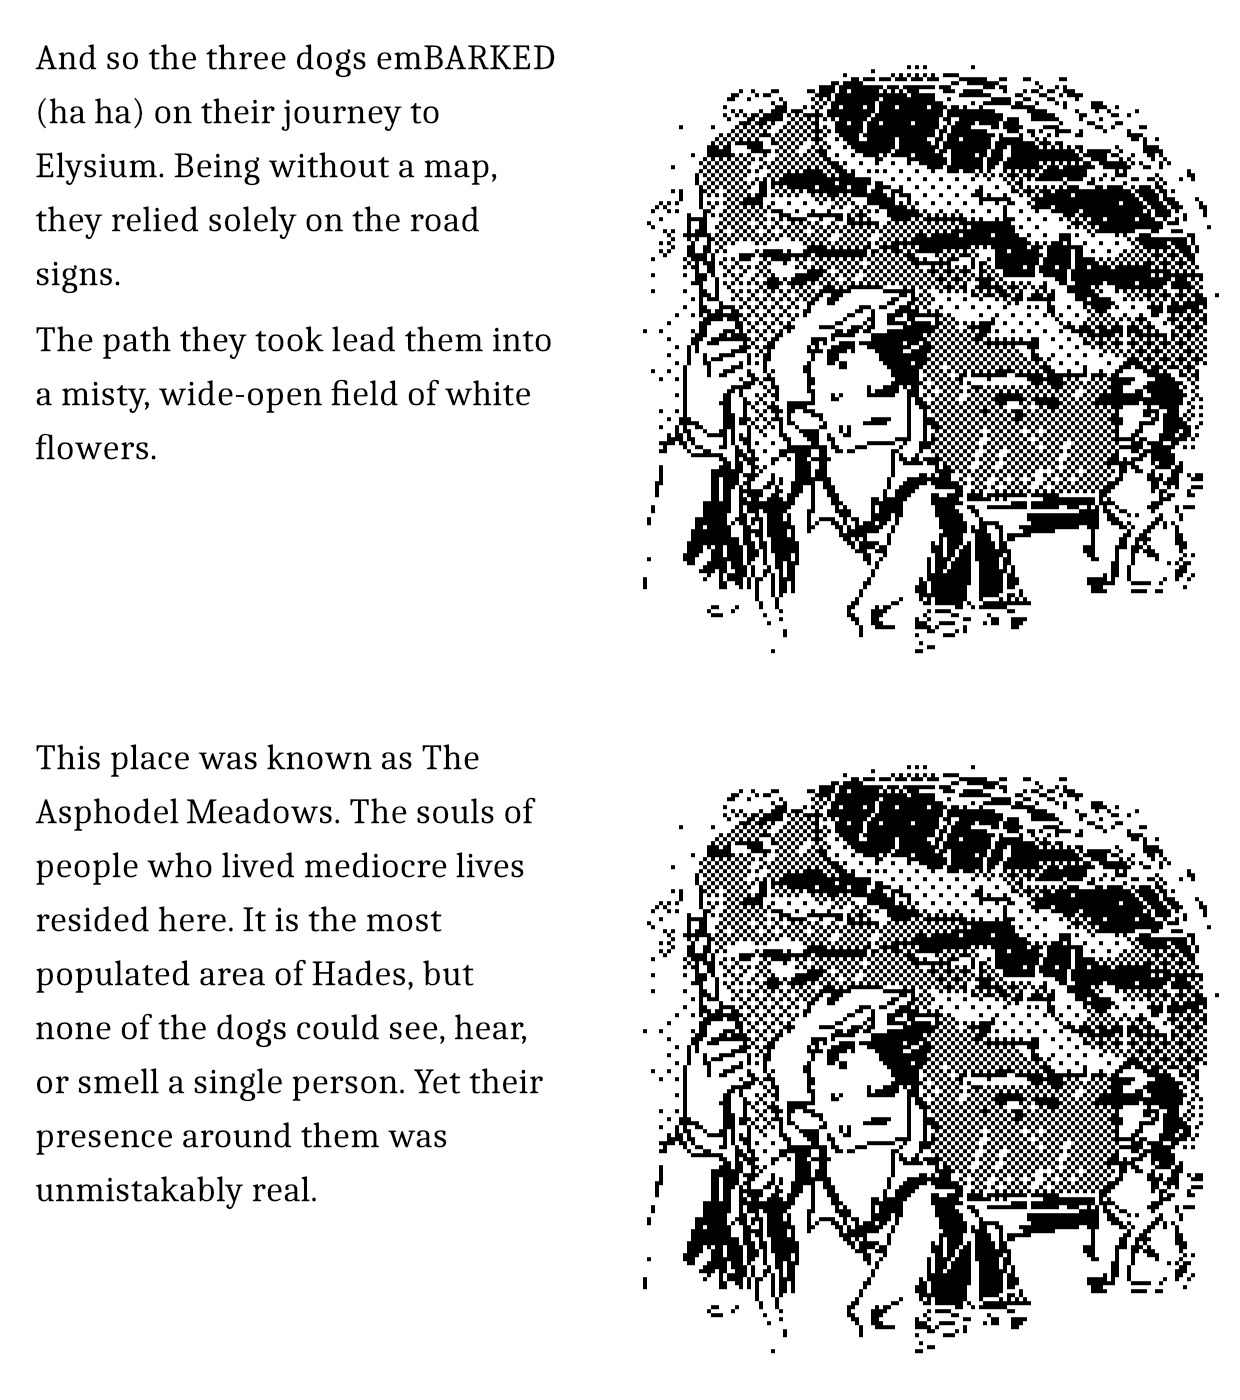 And so the three dogs emBARKED
(ha ha) on their journey to
Elysium. Being without a map,
they relied solely on the road
signs.
The path they took lead them into
a misty, wide-open field of white
flowers.
This place was known as The
Asphodel Meadows. The souls of
people who lived mediocre lives
resided here. It is the most
populated area of Hades, but
none of the dogs could see, hear,
or smell a single person. Yet their
presence around them was
unmistakably real.